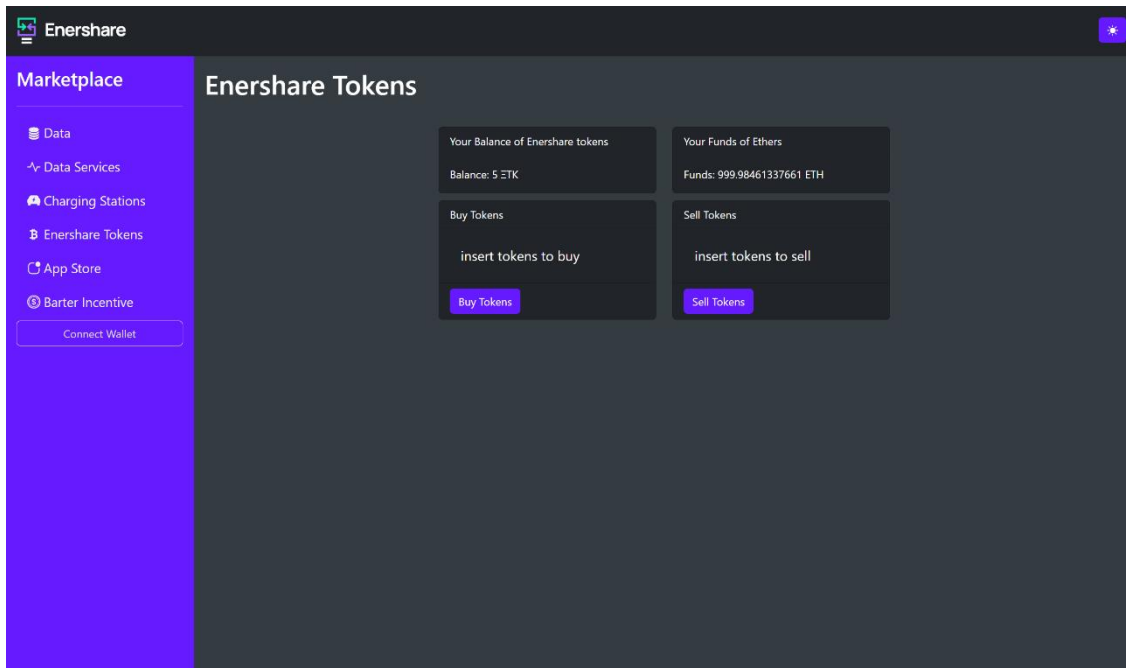 Enershare
Marketplace
Data
Data Services
Charging Stations
Enershare Tokens
App Store
Barter Incentive
Connect Wallet
Enershare Tokens
Your Balance of Enershare tokens
Balance: 5 ΞTK
Your Funds of Ethers
Funds: 999.98461337661 ETH
Buy Tokens
insert tokens to buy
Buy Tokens
Sell Tokens
insert tokens to sell
Sell Tokens